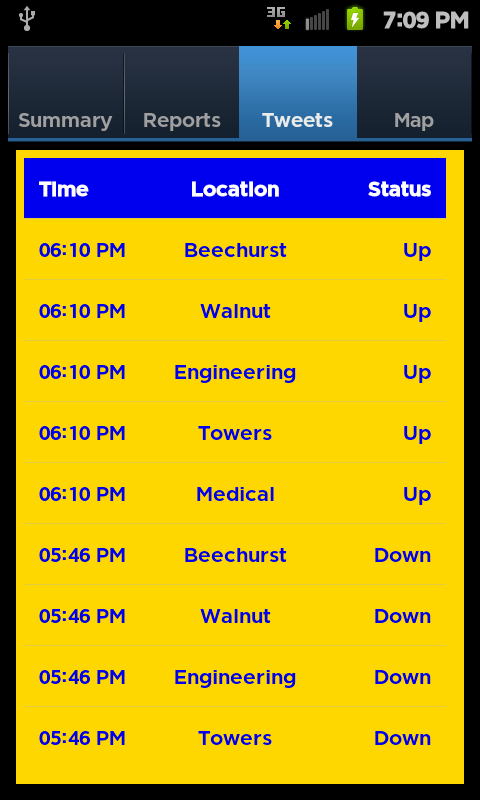 3G 7:09 PM
Summary Reports Tweets Map
Time Location Status
06:10 PM Beechurst Up
06:10 PM Walnut Up
06:10 PM Engineering Up
06:10 PM Towers Up
06:10 PM Medical Up
05:46 PM Beechurst Down
05:46 PM Walnut Down
05:46 PM Engineering Down
05:46 PM Towers Down